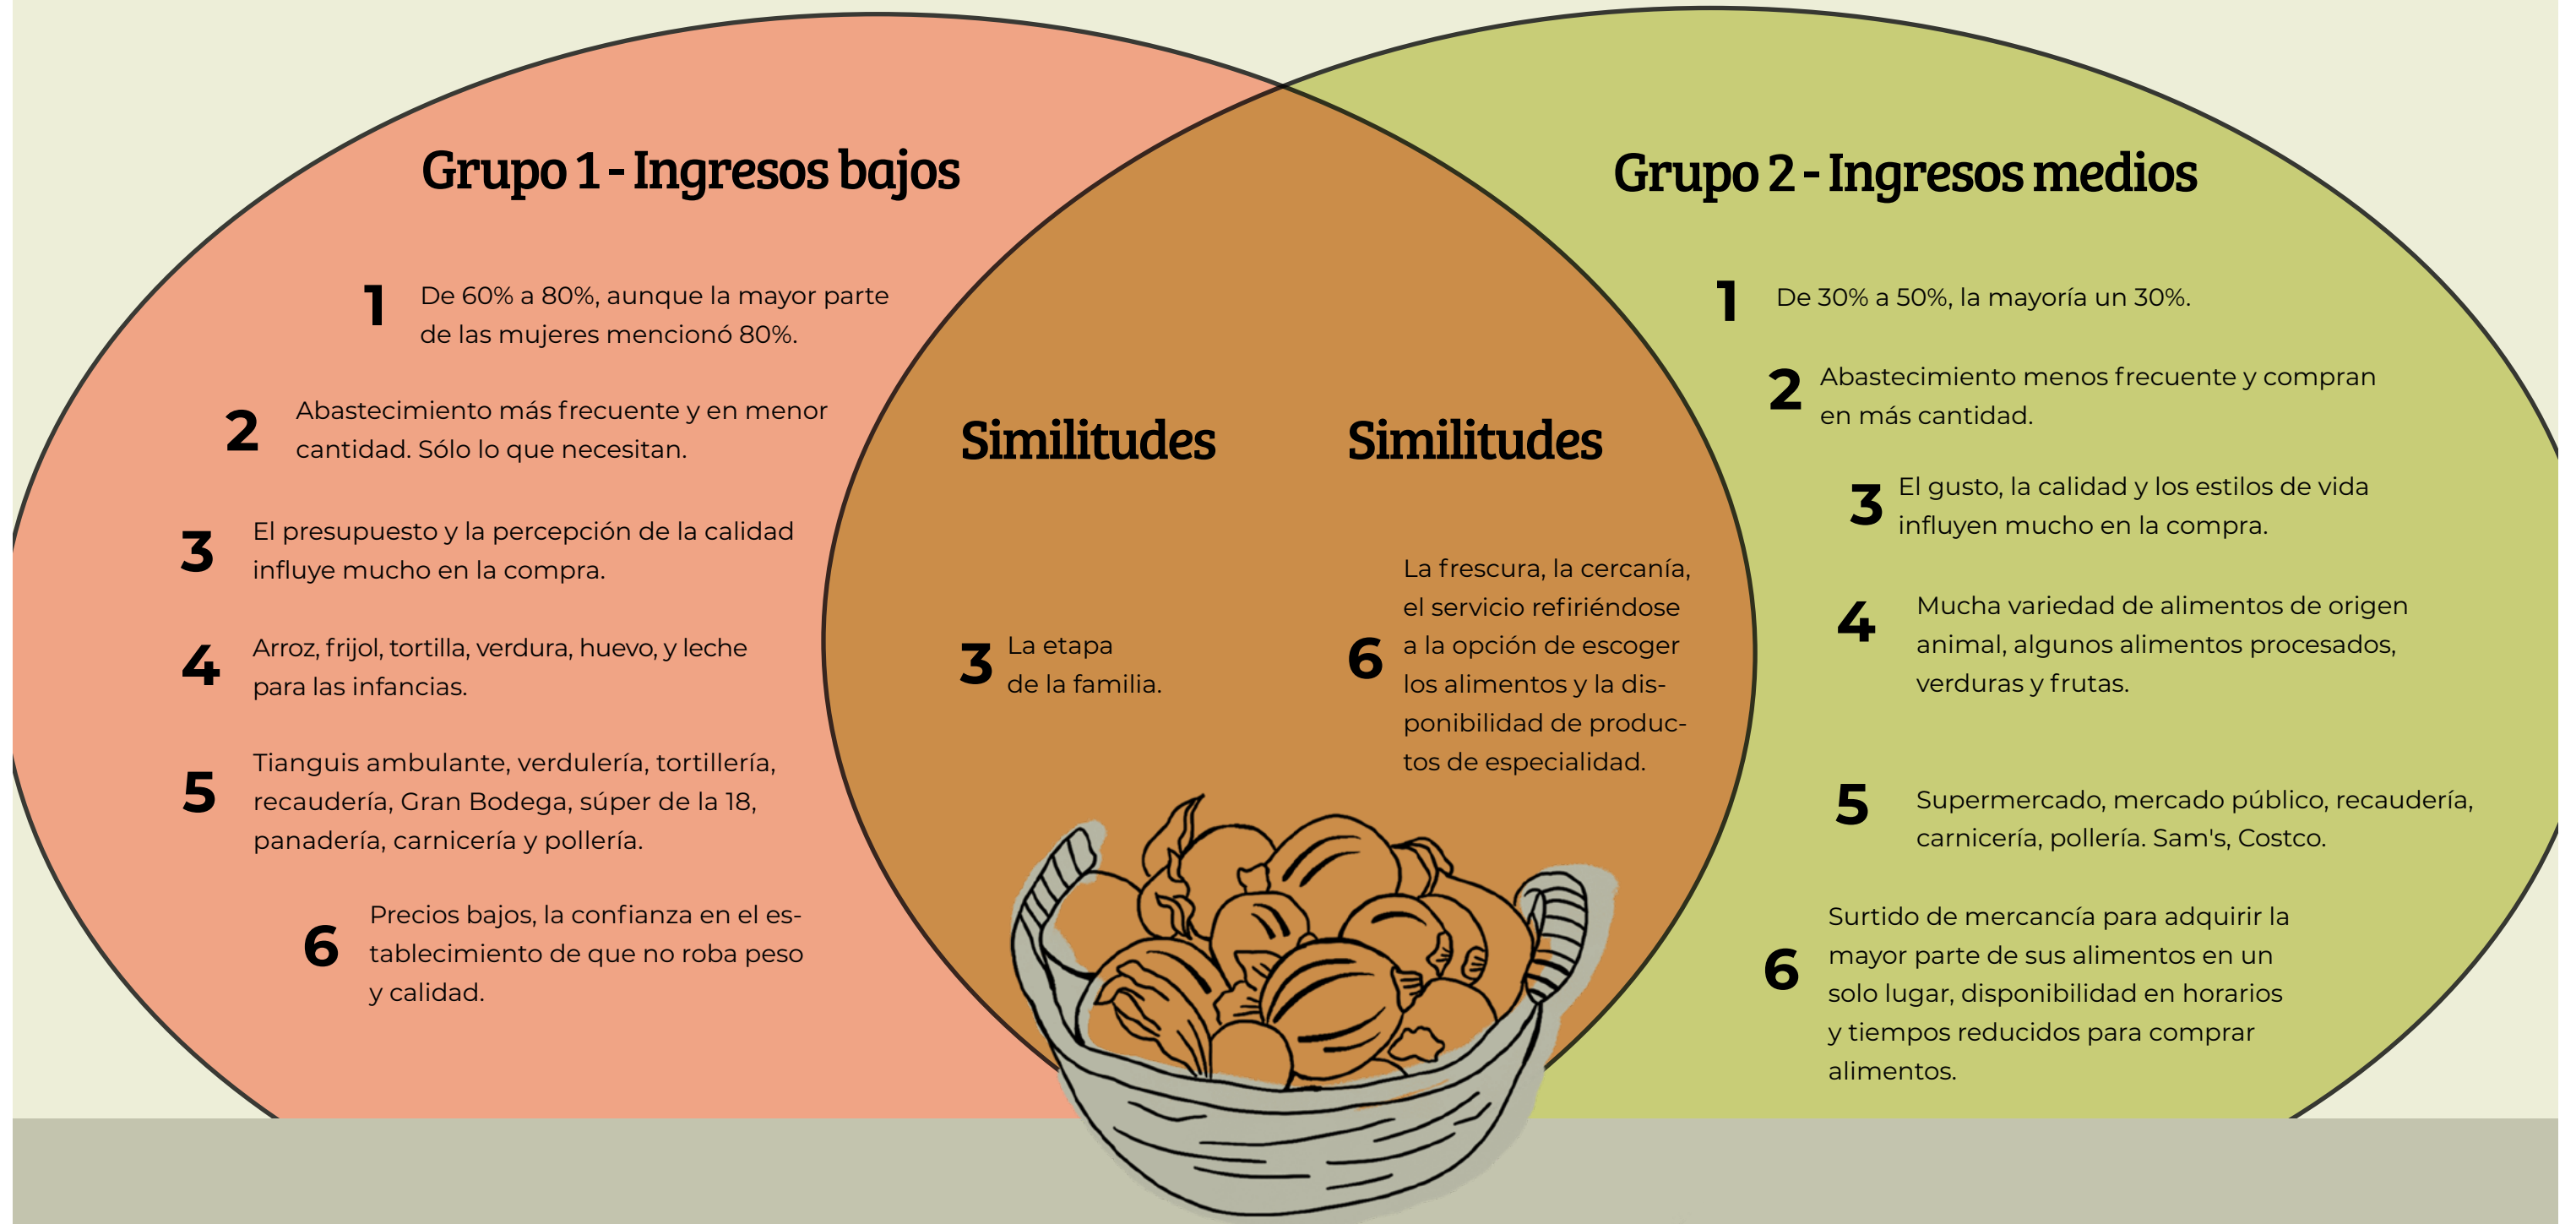 Grupo 1 - Ingresos bajos
1
De 60% a 80%, aunque la mayor parte
de las mujeres mencionó 80%.
2
Abastecimiento más frecuente y en menor
cantidad. Sólo lo que necesitan.
3
El presupuesto y la percepción de la calidad
influye mucho en la compra.
4
Arroz, frijol, tortilla, verdura, huevo, y leche
para las infancias.
5
Tianguis ambulante, verdulería, tortillería,
recaudería, Gran Bodega, súper de la 18,
panadería, carnicería y pollería.
6
Precios bajos, la confianza en el es-
tablecimiento de que no roba peso
y calidad.
Similitudes
3
La etapa
de la familia.
Similitudes
6
La frescura, la cercanía,
el servicio refiriéndose
a la opción de escoger
los alimentos y la dis-
ponibilidad de produc-
tos de especialidad.
Grupo 2 - Ingresos medios
1
De 30% a 50%, la mayoría un 30%.
2
Abastecimiento menos frecuente y compran
en más cantidad.
3
El gusto, la calidad y los estilos de vida
influyen mucho en la compra.
4
Mucha variedad de alimentos de origen
animal, algunos alimentos procesados,
verduras y frutas.
5
Supermercado, mercado público, recaudería,
carnicería, pollería. Sam's, Costco.
6
Surtido de mercancía para adquirir la
mayor parte de sus alimentos en un
solo lugar, disponibilidad en horarios
y tiempos reducidos para comprar
alimentos.